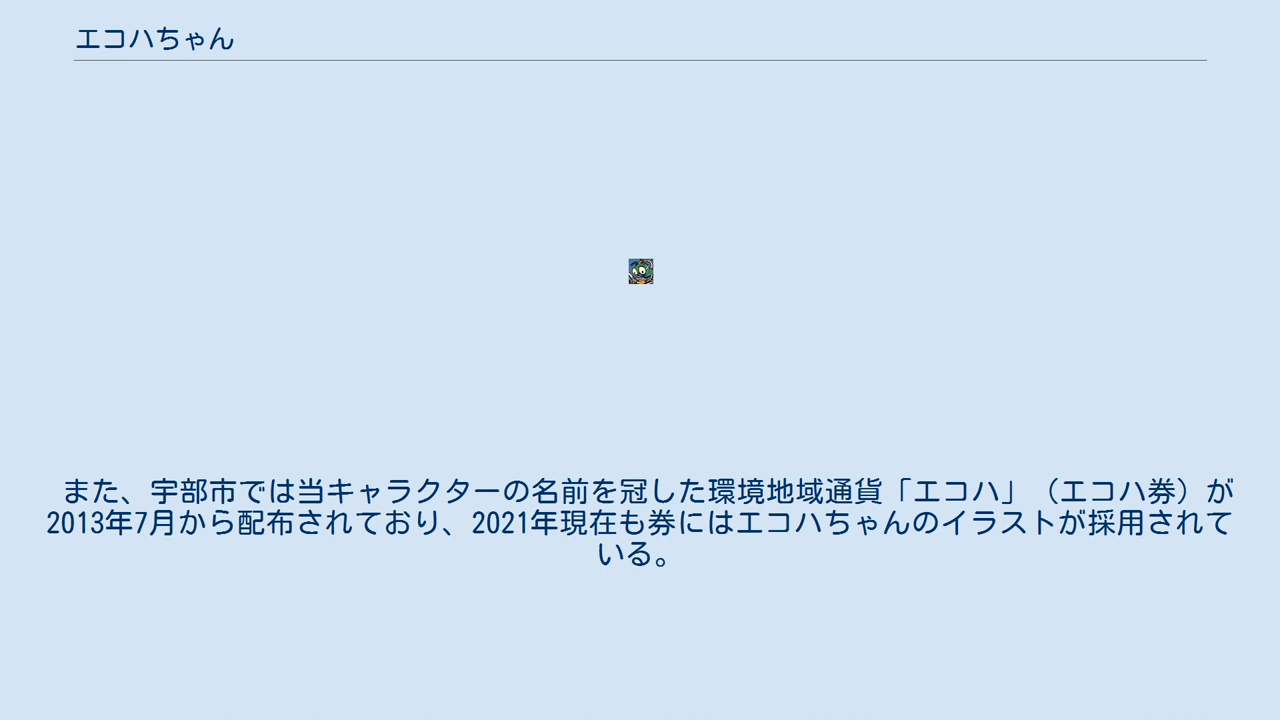 エコハちゃん
また、宇部市では当キャラクターの名前を冠した環境地域通貨「エコハ」（エコハ券）が
2013年7月から配布されており、2021年現在も券にはエコハちゃんのイラストが採用されて
いる。